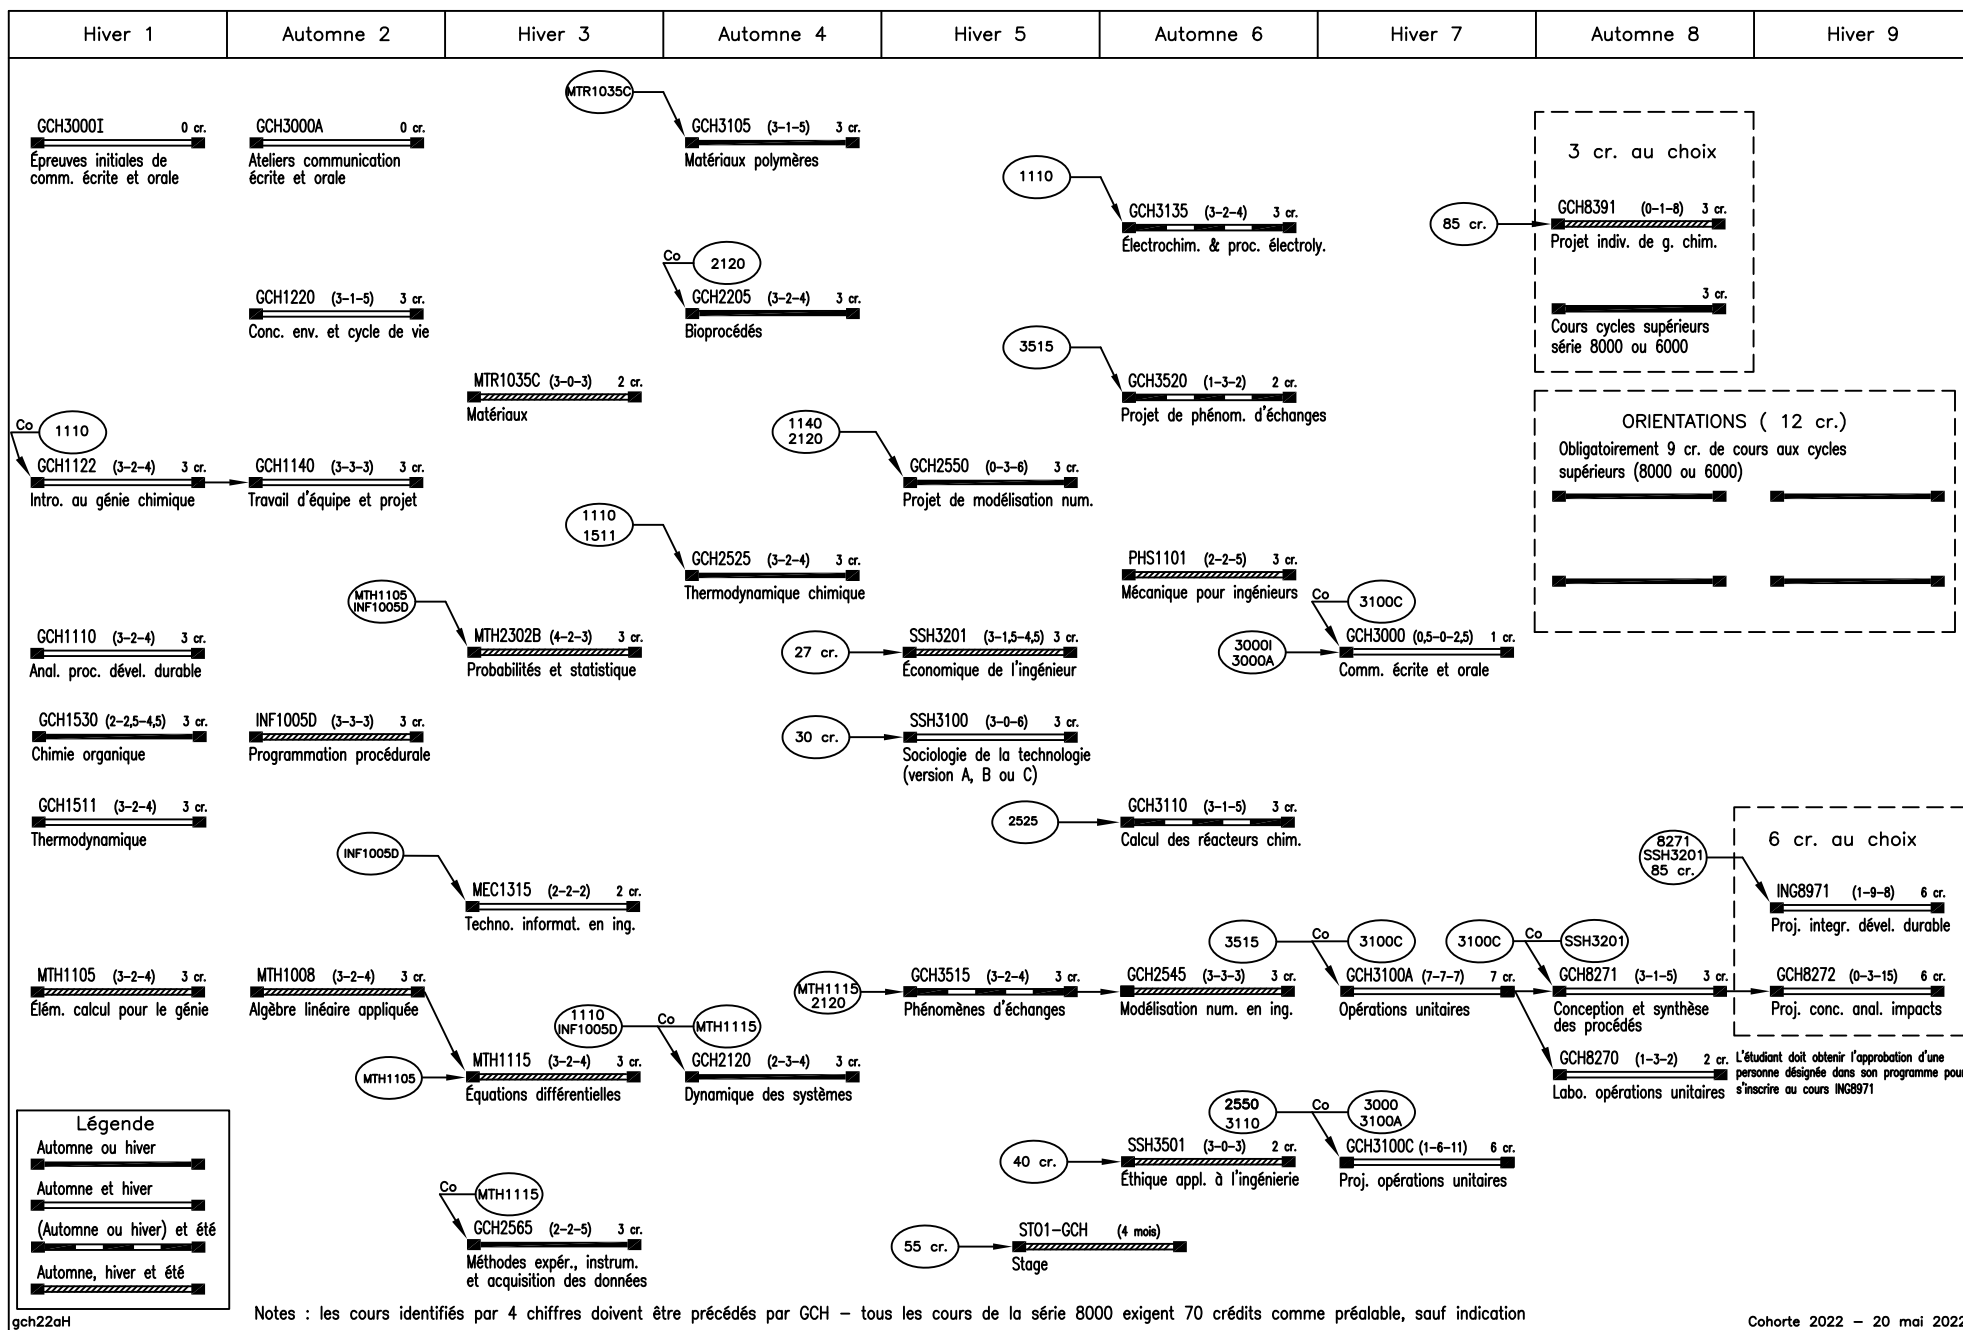 Hiver 1
Automne 2
Hiver 3
Automne 4
Hiver 5
Automne 6
Hiver 7
Automne 8
Hiver 9
GCH3000I 0 cr.
Épreuves initiales de
comm. écrite et orale
1110
Co
GCH1122 (3-2-4) 3 cr.
Intro. au génie chimique
GCH1110 (3-2-4) 3 cr.
Anal. proc. dével. durable
GCH1530 (2-2,5-4,5) 3 cr.
Chimie organique
GCH1511 (3-2-4) 3 cr.
Thermodynamique
MTH1105 (3-2-4) 3 cr.
Élém. calcul pour le génie
GCH3000A 0 cr.
Ateliers communication
écrite et orale
GCH1220 (3-1-5) 3 cr.
Conc. env. et cycle de vie
GCH1140 (3-3-3) 3 cr.
Travail d'équipe et projet
INF1005D (3-3-3) 3 cr.
Programmation procédurale
MTH1008 (3-2-4) 3 cr.
Algèbre linéaire appliquée
MTR1035C (3-0-3) 2 cr.
Matériaux
MTH1105
INF1005D
MTH2302B (4-2-3) 3 cr.
Probabilités et statistique
INF1005D
MEC1315 (2-2-2) 2 cr.
Techno. informat. en ing.
MTH1105
MTH1115 (3-2-4) 3 cr.
Équations différentielles
Co
MTH1115
GCH2565 (2-2-5) 3 cr.
Méthodes expér., instrum.
et acquisition des données
MTR1035C
GCH3105 (3-1-5) 3 cr.
Matériaux polymères
Co
2120
GCH2205 (3-2-4) 3 cr.
Bioprocédés
1110
1511
GCH2525 (3-2-4) 3 cr.
Thermodynamique chimique
1110
INF1005D
Co
MTH1115
GCH2120 (2-3-4) 3 cr.
Dynamique des systèmes
1140
2120
GCH2550 (0-3-6) 3 cr.
Projet de modélisation num.
27 cr.
SSH3201 (3-1,5-4,5) 3 cr.
Économique de l'ingénieur
30 cr.
SSH3100 (3-0-6) 3 cr.
Sociologie de la technologie
(version A, B ou C)
MTH1115
2120
GCH3515 (3-2-4) 3 cr.
Phénomènes d'échanges
55 cr.
ST01-GCH (4 mois)
Stage
1110
GCH3135 (3-2-4) 3 cr.
Électrochim. & proc. électroly.
3515
GCH3520 (1-3-2) 2 cr.
Projet de phénom. d'échanges
PHS1101 (2-2-5) 3 cr.
Mécanique pour ingénieurs
2525
GCH3110 (3-1-5) 3 cr.
Calcul des réacteurs chim.
GCH2545 (3-3-3) 3 cr.
Modélisation num. en ing.
40 cr.
SSH3501 (3-0-3) 2 cr.
Éthique appl. à l'ingénierie
Co
3100C
3000I
3000A
GCH3000 (0,5-0-2,5) 1 cr.
Comm. écrite et orale
3515
Co
3100C
GCH3100A (7-7-7) 7 cr.
Opérations unitaires
2550
3110
Co
3000
3100A
GCH3100C (1-6-11) 6 cr.
Proj. opérations unitaires
3 cr. au choix
85 cr.
GCH8391 (0-1-8) 3 cr.
Projet indiv. de g. chim.
3 cr.
Cours cycles supérieurs
série 8000 ou 6000
ORIENTATIONS ( 12 cr.)
Obligatoirement 9 cr. de cours aux cycles
supérieurs (8000 ou 6000)
3100C
Co
SSH3201
GCH8271 (3-1-5) 3 cr.
Conception et synthèse
des procédés
GCH8270 (1-3-2) 2 cr.
Labo. opérations unitaires
6 cr. au choix
8271
SSH3201
85 cr.
ING8971 (1-9-8) 6 cr.
Proj. integr. dével. durable
GCH8272 (0-3-15) 6 cr.
Proj. conc. anal. impacts
L'étudiant doit obtenir l'approbation d'une
personne désignée dans son programme pour
s'inscrire au cours ING8971
Légende
Automne ou hiver
Automne et hiver
(Automne ou hiver) et été
Automne, hiver et été
Notes : les cours identifiés par 4 chiffres doivent être précédés par GCH – tous les cours de la série 8000 exigent 70 crédits comme préalable, sauf indication
gch22aH
Cohorte 2022 – 20 mai 2022